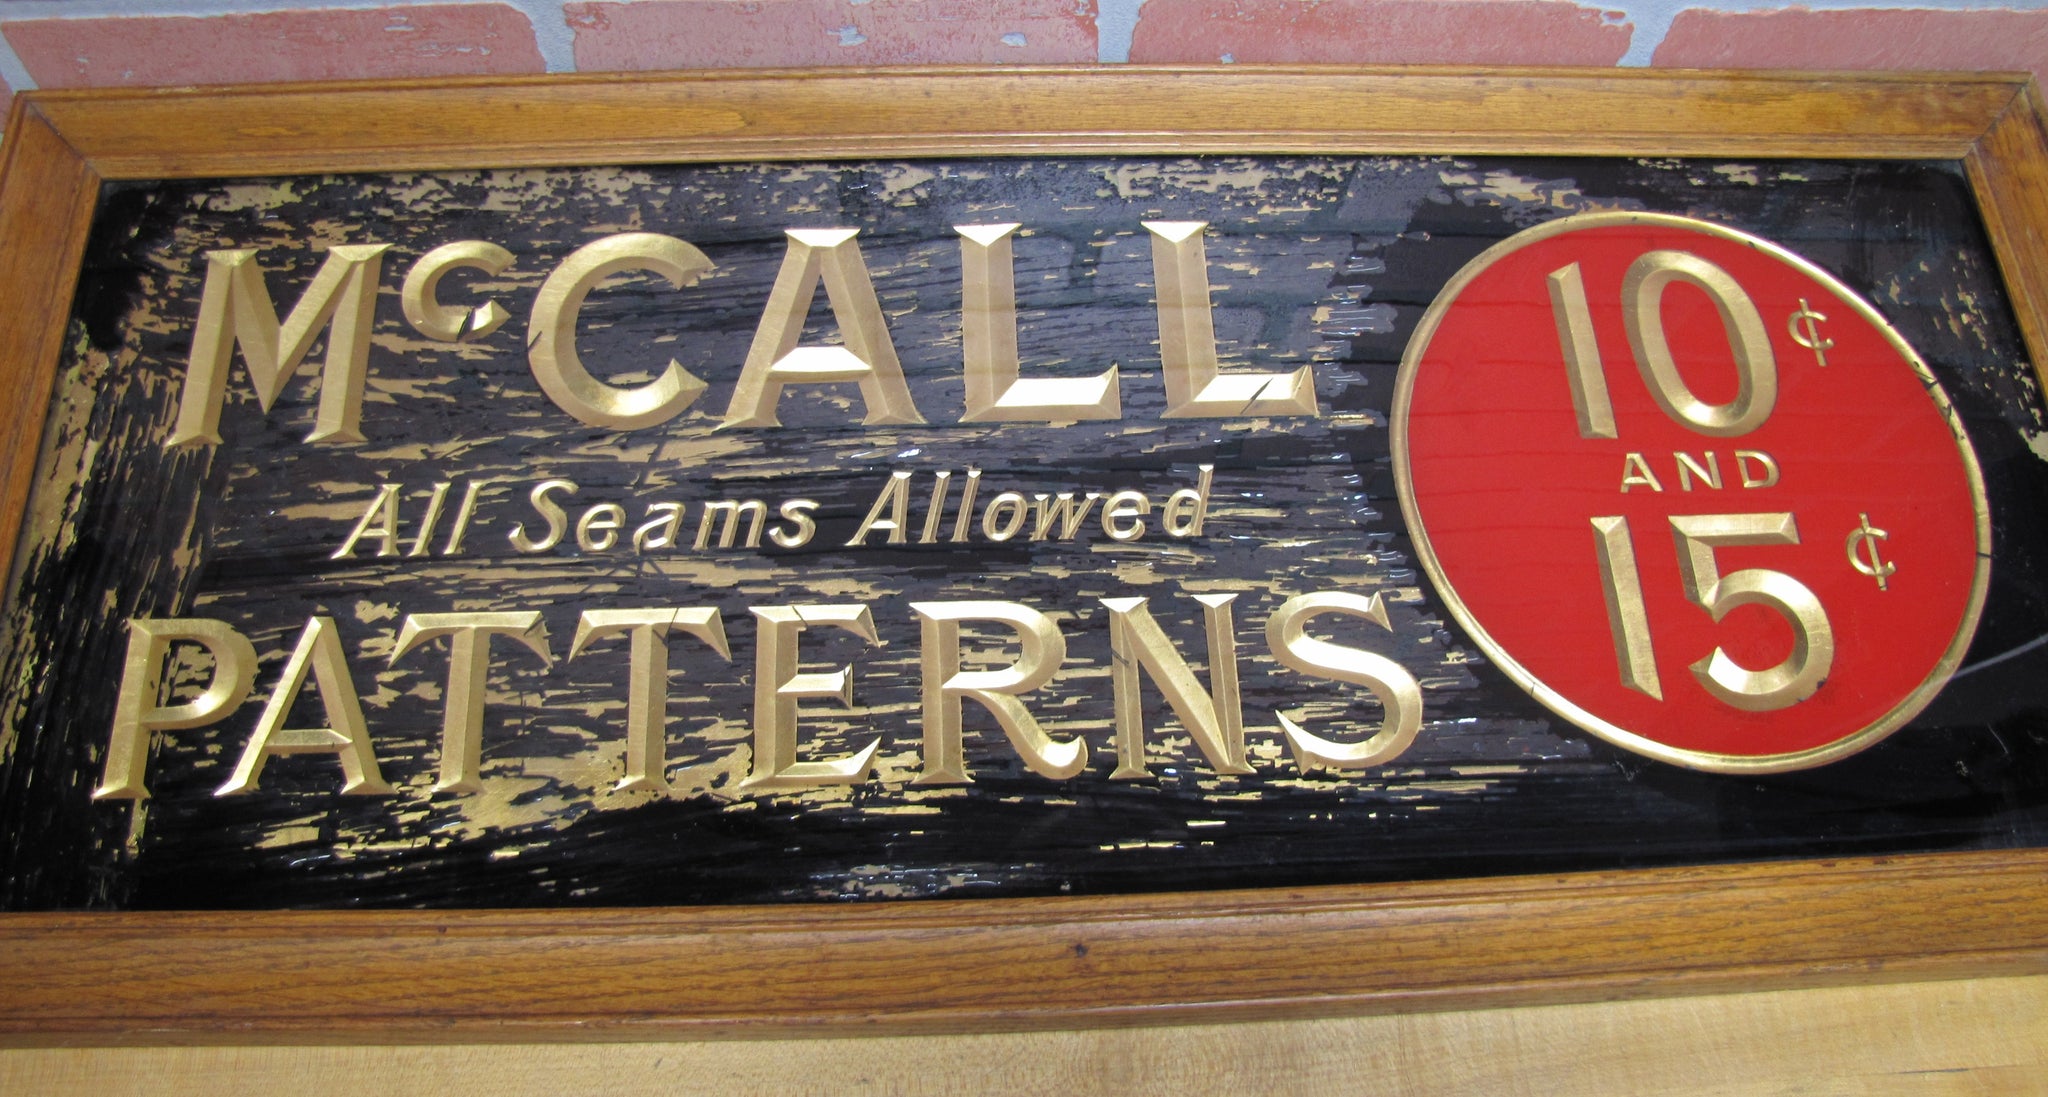 McCALL
All Seams Allowed
PATTERNS
10¢
AND
15¢